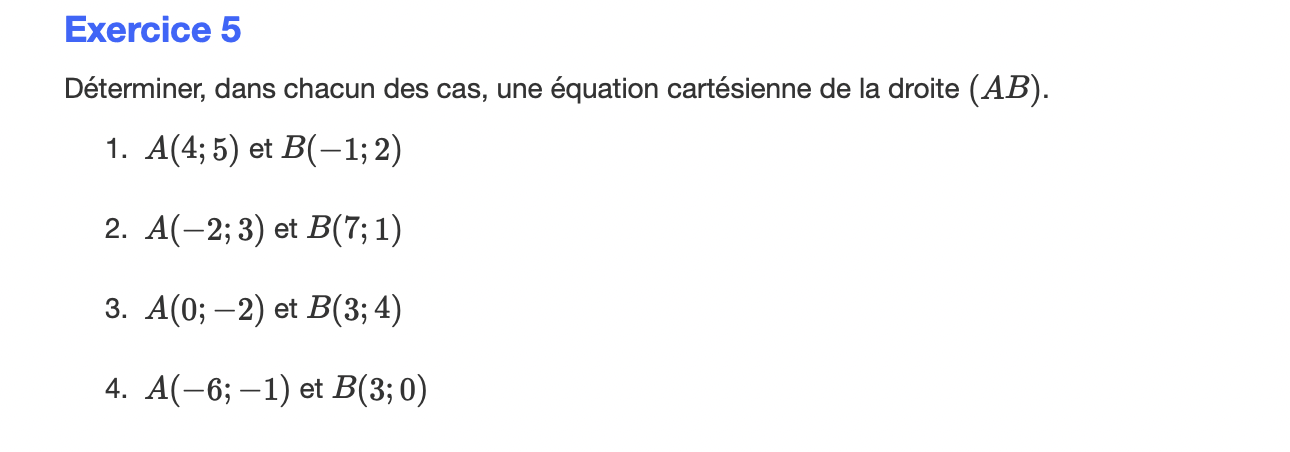 Exercice 5
Déterminer, dans chacun des cas, une équation cartésienne de la droite (AB).
1. A(4; 5) et B(−1; 2)
2. A(−2; 3) et B(7; 1)
3. A(0; −2) et B(3; 4)
4. A(−6; −1) et B(3; 0)